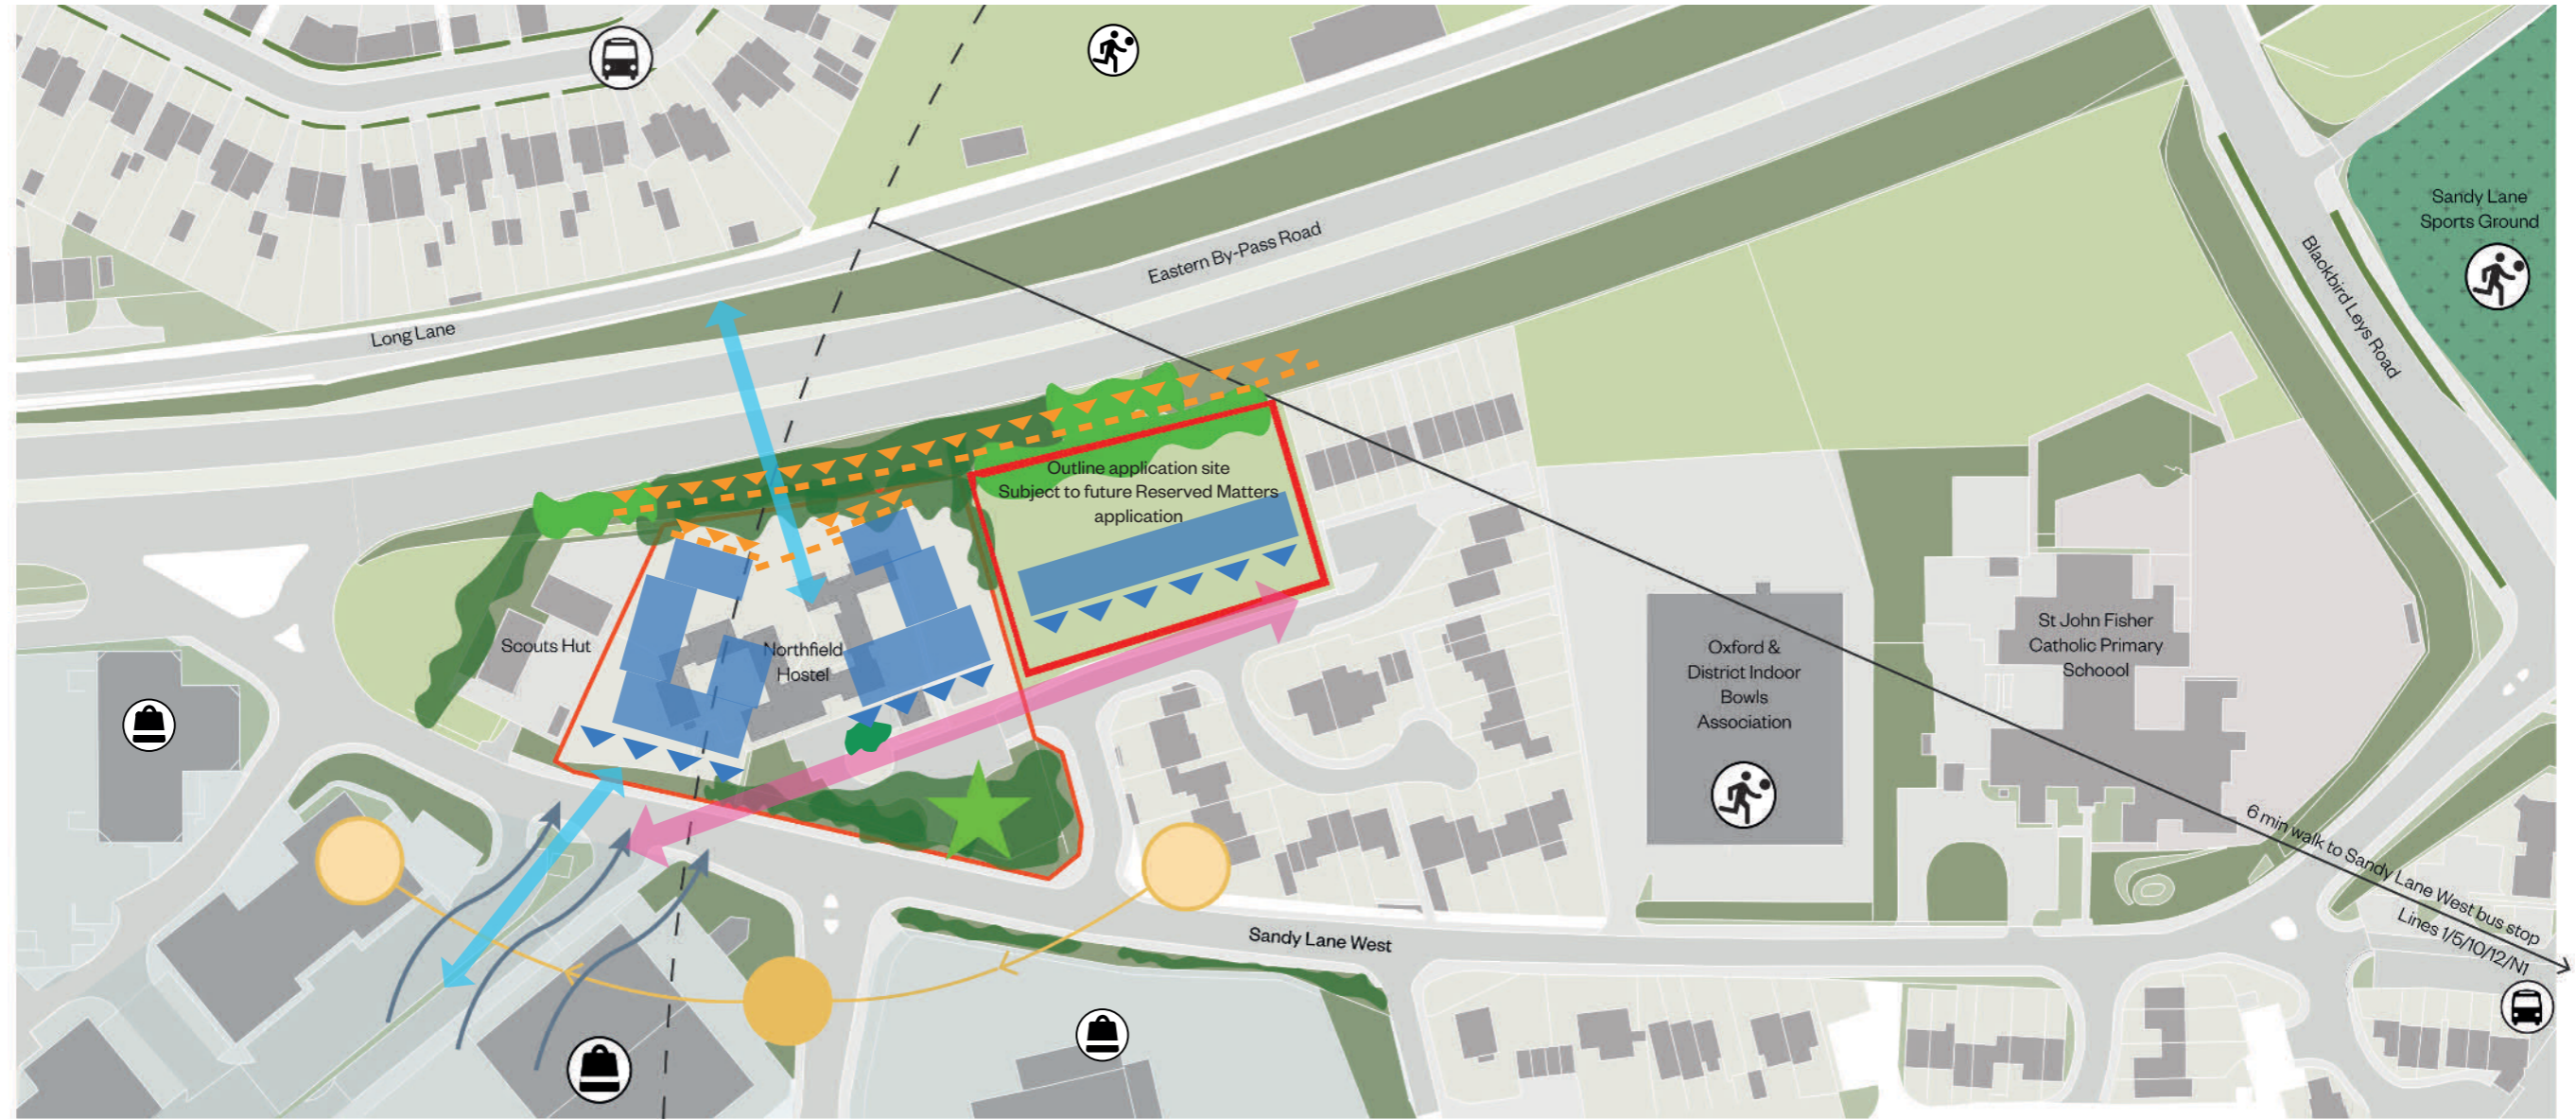 Sandy Lane
Sports Ground
Eastern By-Pass Road
Blackbird Leys Road
Long Lane
Outline application site
Subject to future Reserved Matters
application
Scouts Hut
Northfield
Hostel
Oxford &
District Indoor
Bowls
Association
St John Fisher
Catholic Primary
Schoool
6 min walk to Sandy Lane West bus stop
Lines 1/5/10/12/N1
Sandy Lane West